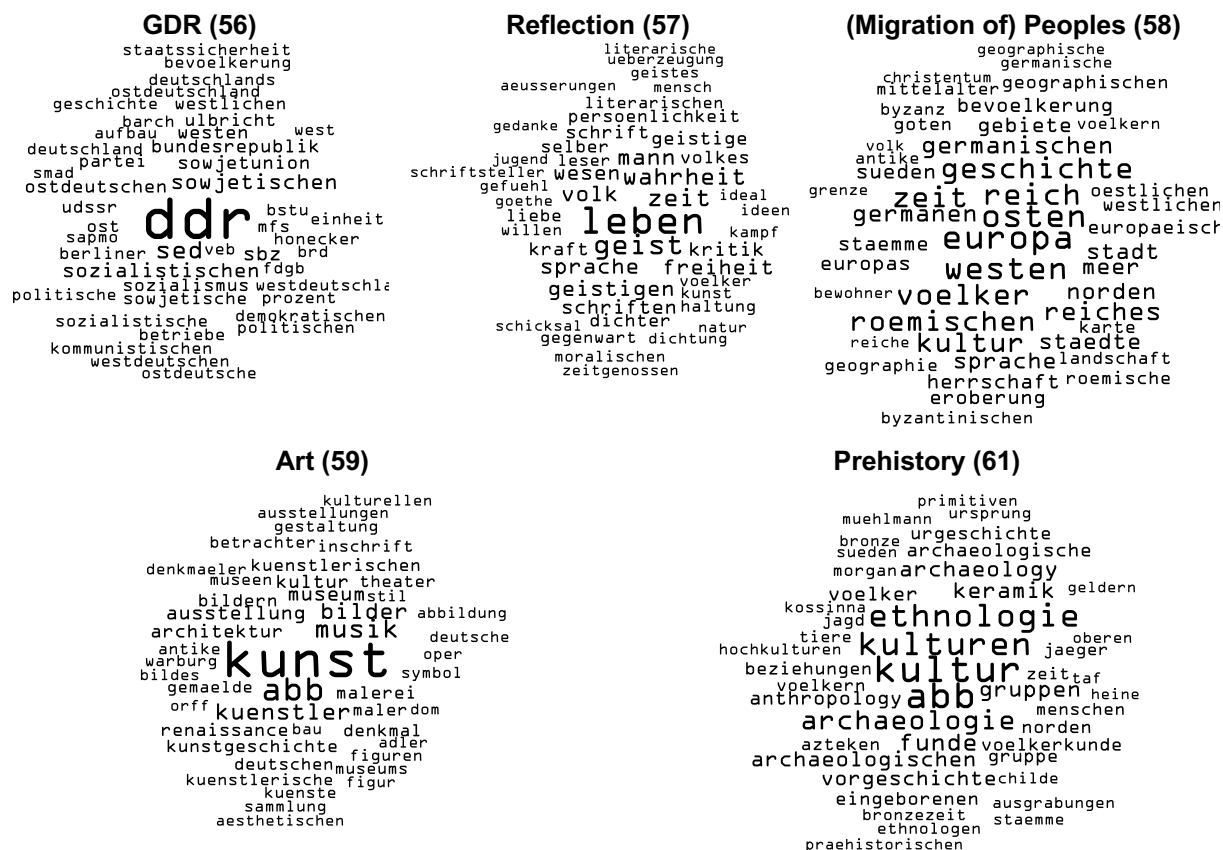 GDR (56)
staatssicherheit
bevoelkerung
deutschlands
ostdeutschland
geschichte westlichen
barch ulbricht
aufbau westen west
deutschland bundesrepublik
partei sowjetunion
smad
ostdeutschen sowjetischen
udssr ddr bstu einheit
ost mfs
sapmo honecker
berliner sed veb sbz brd
sozialistischen fdgb
sozialismus westdeutschla
politische sowjetische prozent
sozialistische demokratischen
betriebe politischen
kommunistischen
westdeutschen
ostdeutsche
Reflection (57)
literarische
ueberzeugung
geistes
aeusserungen mensch
literarischen
persoenlichkeit
gedanke schrift geistige
selber
jugend leser mann volkes
schriftsteller wesen wahrheit
gefuehl volk zeit ideal
goethe
liebe leben ideen
willen kampf
kraft geist kritik
sprache freiheit
geistigen voelker
kunst
schriften haltung
schicksal dichter natur
gegenwart dichtung
moralischen
zeitgenossen
(Migration of) Peoples (58)
geographische
germanische
christentum geographischen
mittelalter
byzanz bevoelkerung
goten gebiete voelkern
volk germanischen
antike
sueden geschichte
grenze zeit reich oestlichen
westlichen
germanen osten europaeisch
staemme europa stadt
europas westen meer
bewohner voelker norden
roemischen reiches
karte
reiche kultur staedte
geographie sprache landschaft
herrschaft roemische
eroberung
byzantinischen
Art (59)
kulturellen
ausstellungen
gestaltung
betrachter inschrift
denkmaeler kuenstlerischen
museen kultur theater
bildern museum stil
ausstellung bilder abbildung
architektur musik deutsche
antike
warburg kunst oper
bildes symbol
gemaelde abb malerei
orff kuenstler maler dom
renaissance bau denkmal
kunstgeschichte adler
figuren
deutschen museums
kuenstlerische figur
kuenste
sammlung
aesthetischen
Prehistory (61)
primitiven
muehlmann ursprung
bronze urgeschichte
sueden archaeologische
morgan archaeology
voelker keramik geldern
kossinna ethnologie
jagd
tiere kulturen oberen
hochkulturen jaeger
beziehungen kultur zeit taf
voelkern
anthropology abb gruppen heine
menschen
archaeologie norden
azteken funde voelkerkunde
archaeologischen gruppe
vorgeschichte childe
eingeborenen ausgrabungen
bronzezeit staemme
ethnologen
praehistorischen